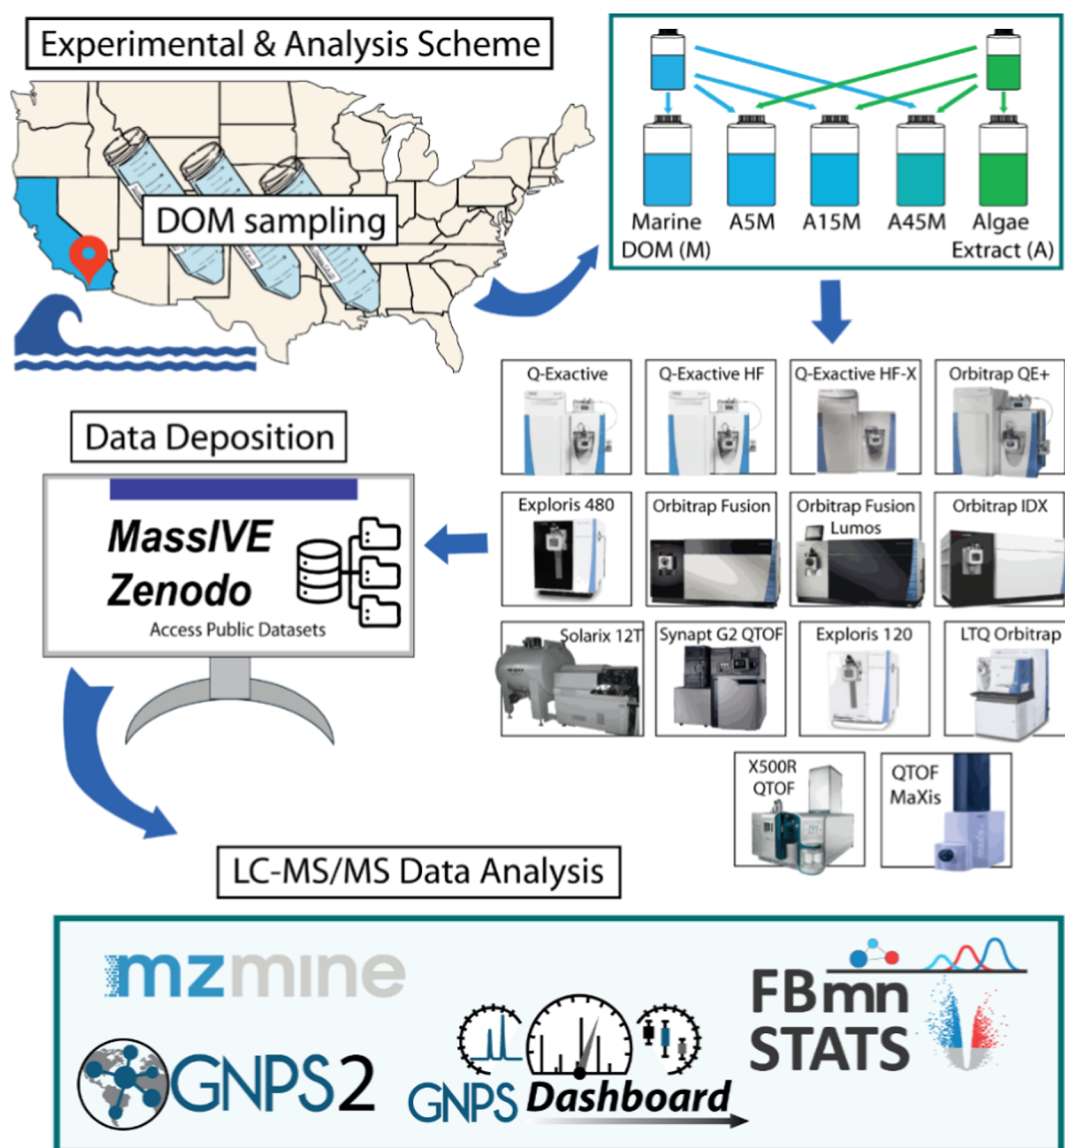 Experimental & Analysis Scheme
DOM sampling
Marine
DOM (M)
A5M
A15M
A45M
Algae
Extract (A)
Q-Exactive
Q-Exactive HF
Q-Exactive HF-X
Orbitrap QE+
Exploris 480
Orbitrap Fusion
Orbitrap Fusion
Lumos
Orbitrap IDX
Solarix 12T
Synapt G2 QTOF
Exploris 120
LTQ Orbitrap
X500R
QTOF
QTOF
MaXis
Data Deposition
MassIVE
Zenodo
Access Public Datasets
LC-MS/MS Data Analysis
mzmine
GNPS2
GNPS Dashboard
FBmn
STATS